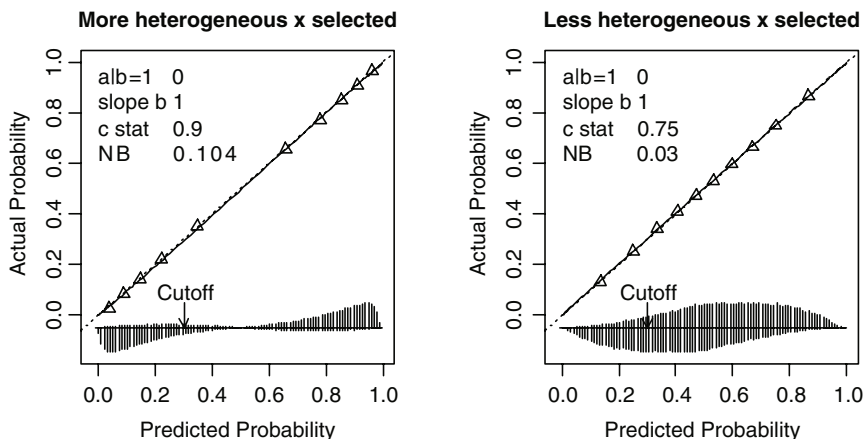 More heterogeneous x selected
alb=1 0
slope b 1
c stat 0.9
NB 0.104
Cutoff
Actual Probability
0.0 0.2 0.4 0.6 0.8 1.0
0.0 0.2 0.4 0.6 0.8 1.0
Predicted Probability
Less heterogeneous x selected
alb=1 0
slope b 1
c stat 0.75
NB 0.03
Cutoff
Actual Probability
0.0 0.2 0.4 0.6 0.8 1.0
0.0 0.2 0.4 0.6 0.8 1.0
Predicted Probability